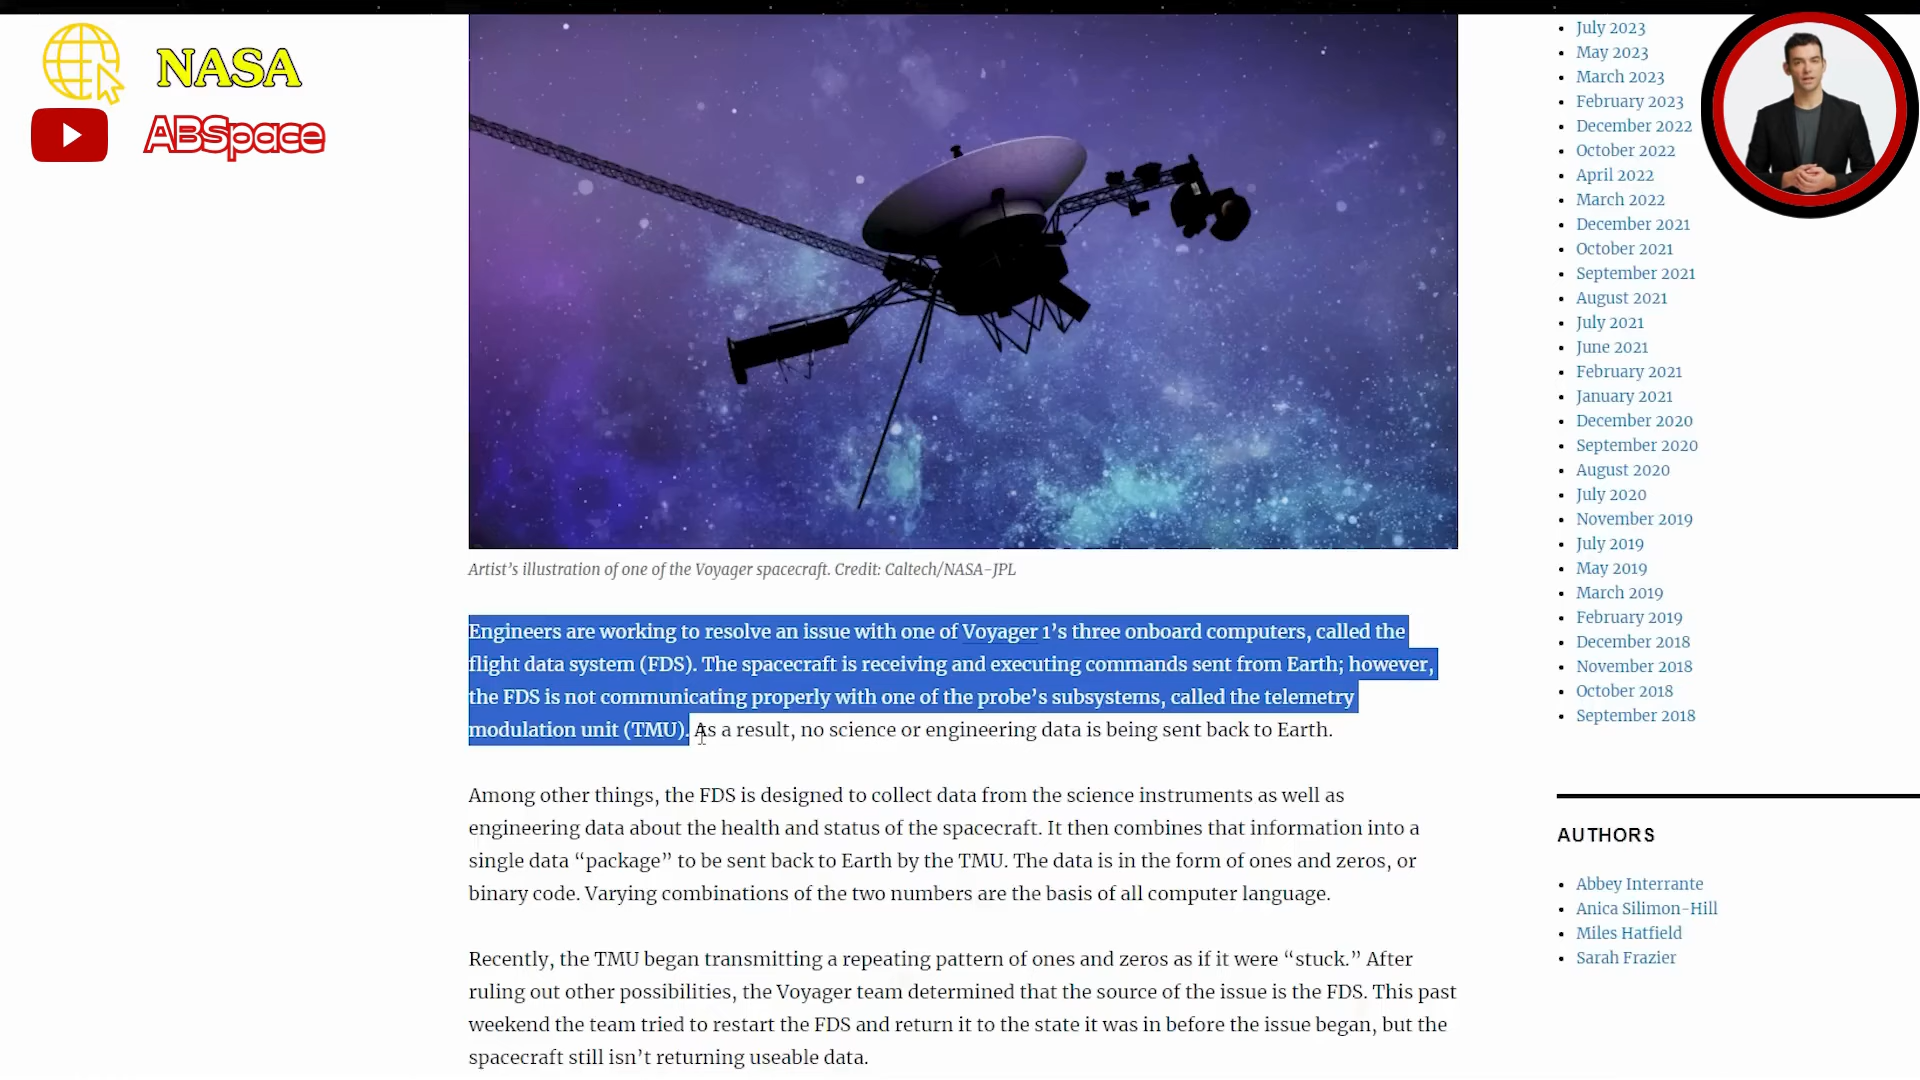 NASA
ABSpace
Artist’s illustration of one of the Voyager spacecraft. Credit: Caltech/NASA-JPL
Engineers are working to resolve an issue with one of Voyager 1’s three onboard computers, called the
flight data system (FDS). The spacecraft is receiving and executing commands sent from Earth; however,
the FDS is not communicating properly with one of the probe’s subsystems, called the telemetry
modulation unit (TMU). As a result, no science or engineering data is being sent back to Earth.
Among other things, the FDS is designed to collect data from the science instruments as well as
engineering data about the health and status of the spacecraft. It then combines that information into a
single data “package” to be sent back to Earth by the TMU. The data is in the form of ones and zeros, or
binary code. Varying combinations of the two numbers are the basis of all computer language.
Recently, the TMU began transmitting a repeating pattern of ones and zeros as if it were “stuck.” After
ruling out other possibilities, the Voyager team determined that the source of the issue is the FDS. This past
weekend the team tried to restart the FDS and return it to the state it was in before the issue began, but the
spacecraft still isn’t returning useable data.
July 2023
May 2023
March 2023
February 2023
December 2022
October 2022
April 2022
March 2022
December 2021
October 2021
September 2021
August 2021
July 2021
June 2021
February 2021
January 2021
December 2020
September 2020
August 2020
July 2020
November 2019
July 2019
May 2019
March 2019
February 2019
December 2018
November 2018
October 2018
September 2018
AUTHORS
Abbey Interrante
Anica Silimon-Hill
Miles Hatfield
Sarah Frazier